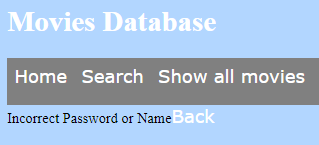 Movies Database
Home Search Show all movies
Incorrect Password or NameBack